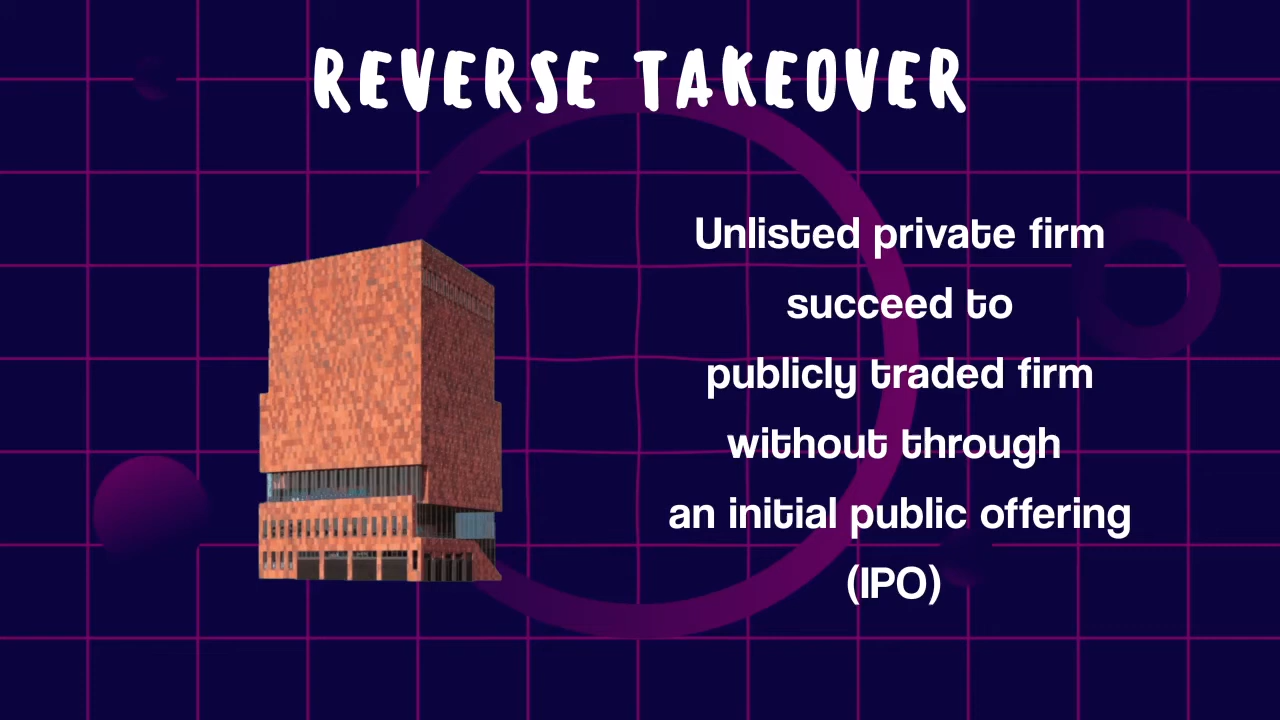 REVERSE TAKEOVER
Unlisted private firm
succeed to
publicly traded firm
without through
an initial public offering
(IPO)